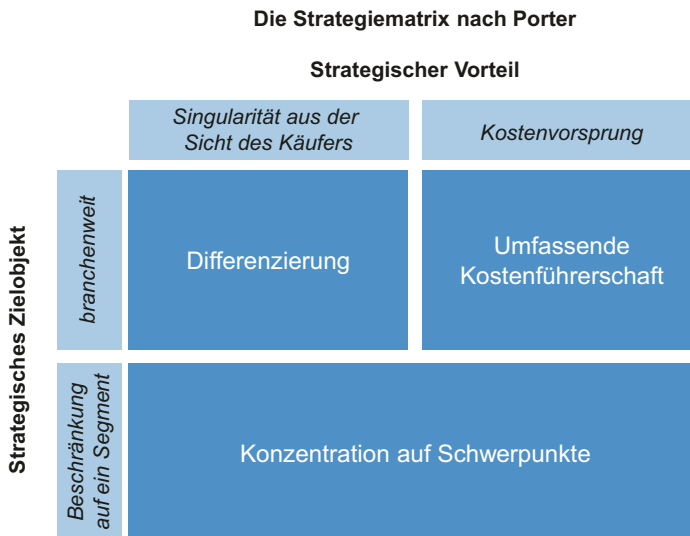 Die Strategiematrix nach Porter
Strategischer Vorteil
Singularität aus der
Sicht des Käufers
Kostenvorsprung
Strategisches Zielobjekt
branchenweit
Differenzierung
Umfassende
Kostenführerschaft
Beschränkung
auf ein Segment
Konzentration auf Schwerpunkte